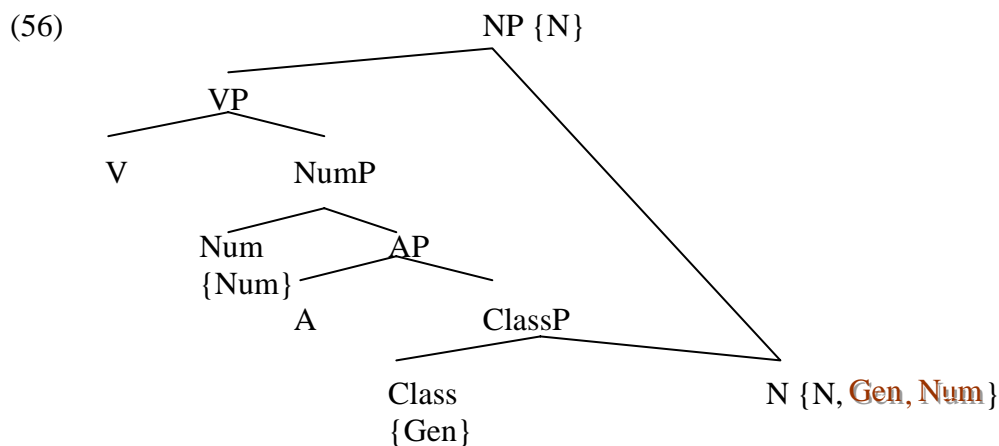 (56) NP {N}
VP
V NumP
Num AP
{Num}
A ClassP
Class N {N, Gen, Num}
{Gen}